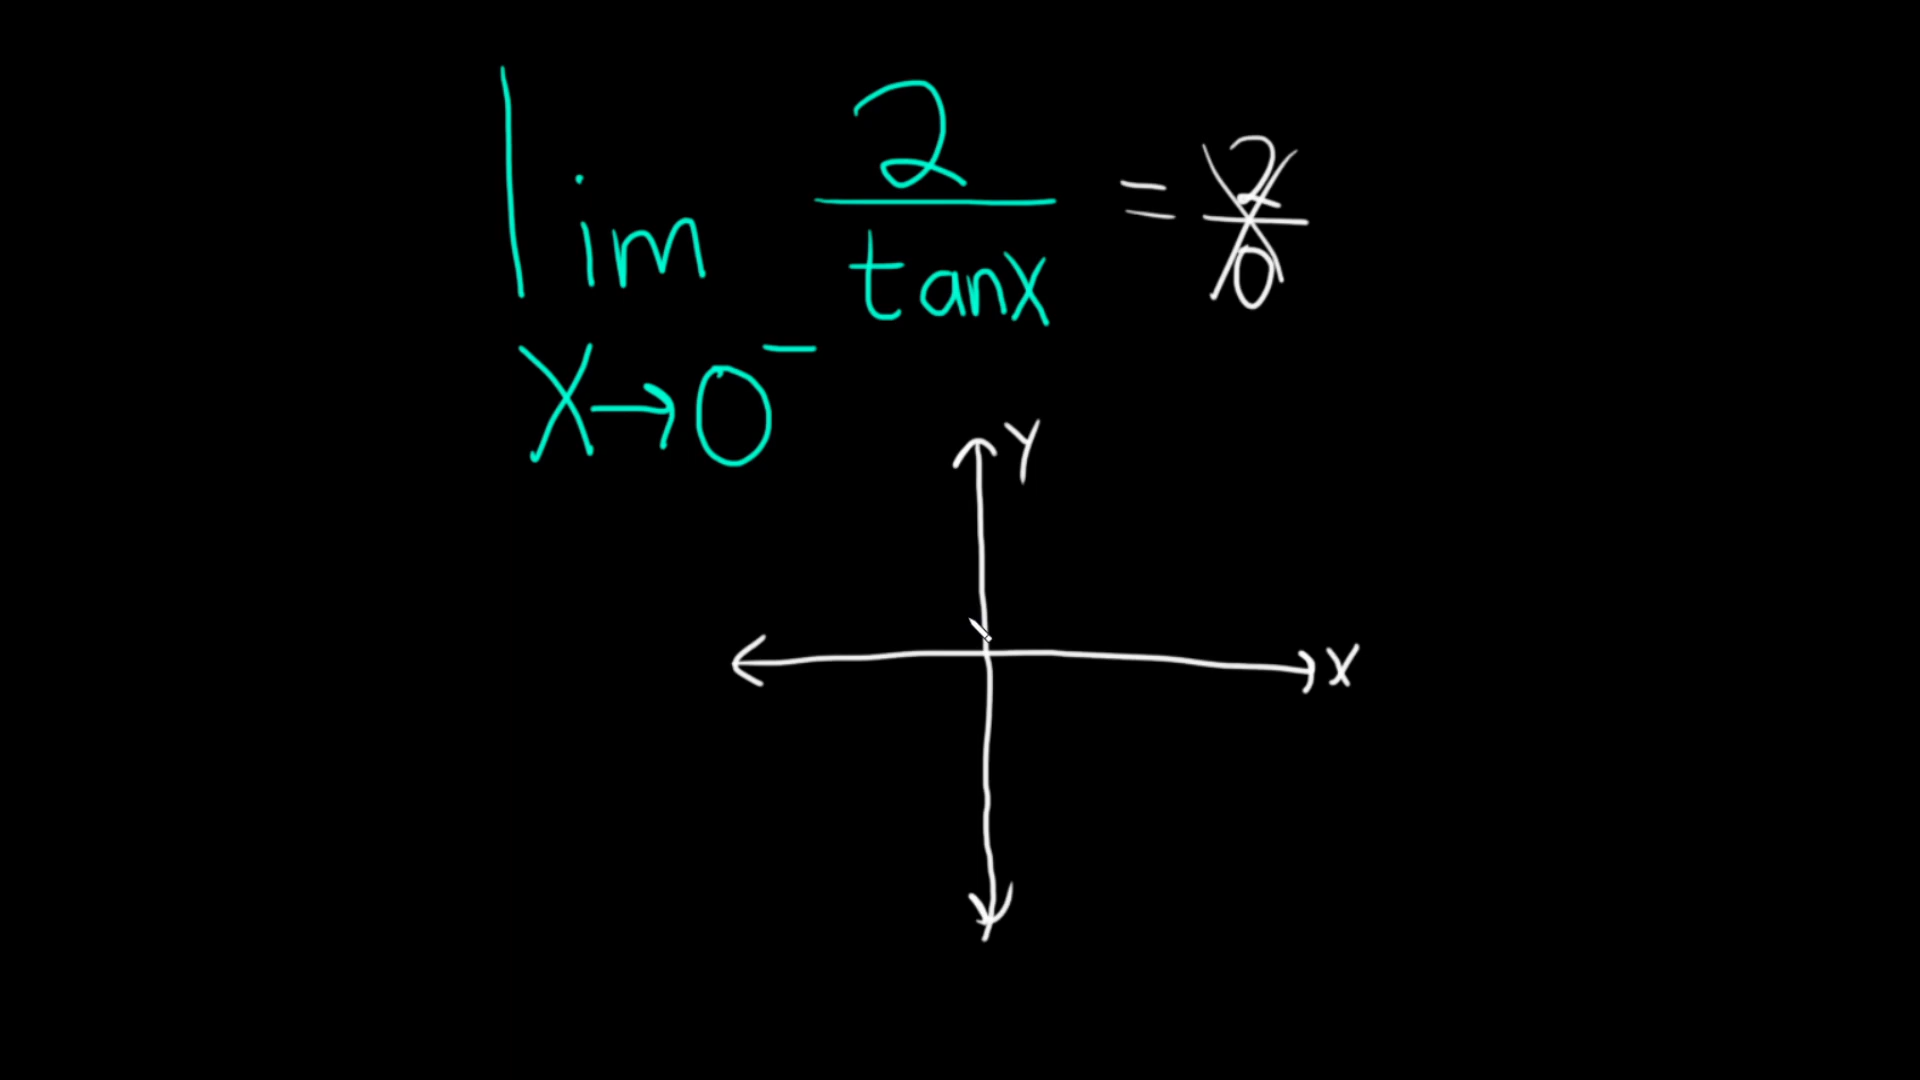 lim 2/tanx = 2/0
x→0⁻
Y
X